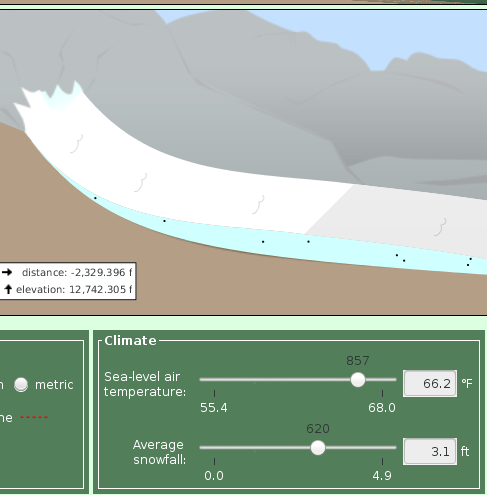 distance: -2,329.396 f
elevation: 12,742.305 f
Climate
857
Sea-level air
temperature:
66.2 °F
55.4 68.0
metric
620
Average
snowfall:
3.1 ft
0.0 4.9